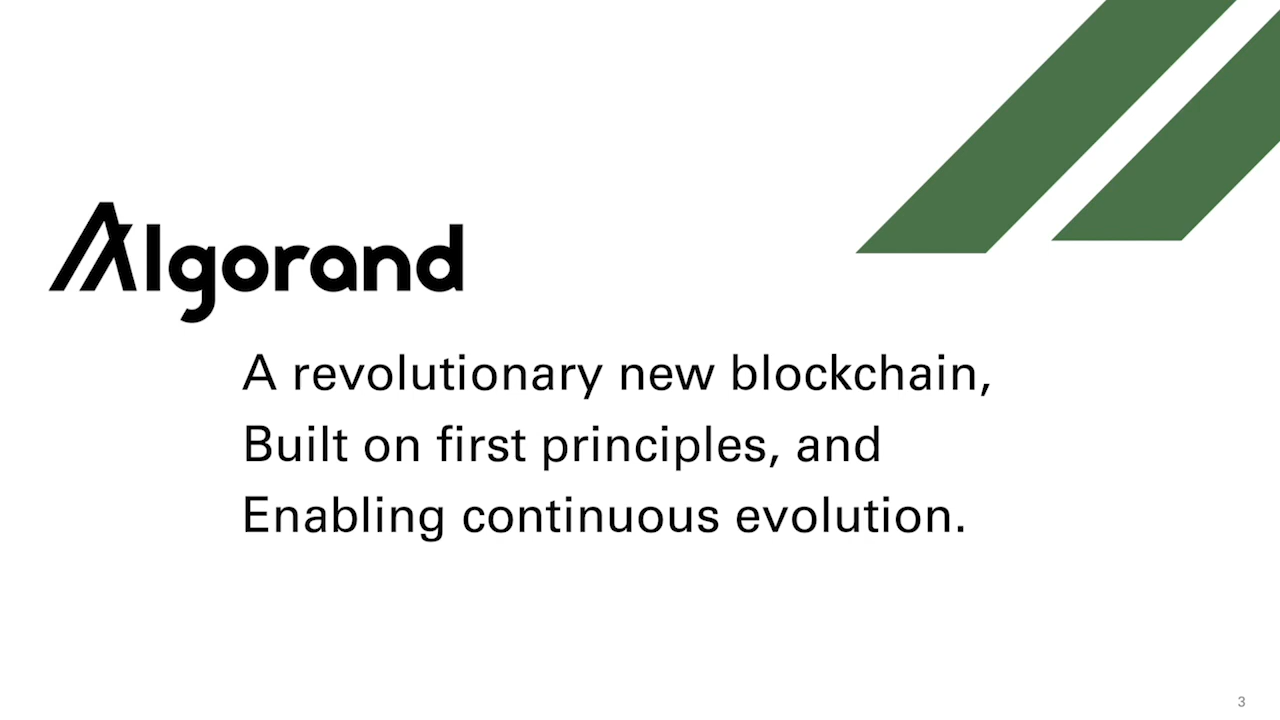 Algorand
A revolutionary new blockchain,
Built on first principles, and
Enabling continuous evolution.
3